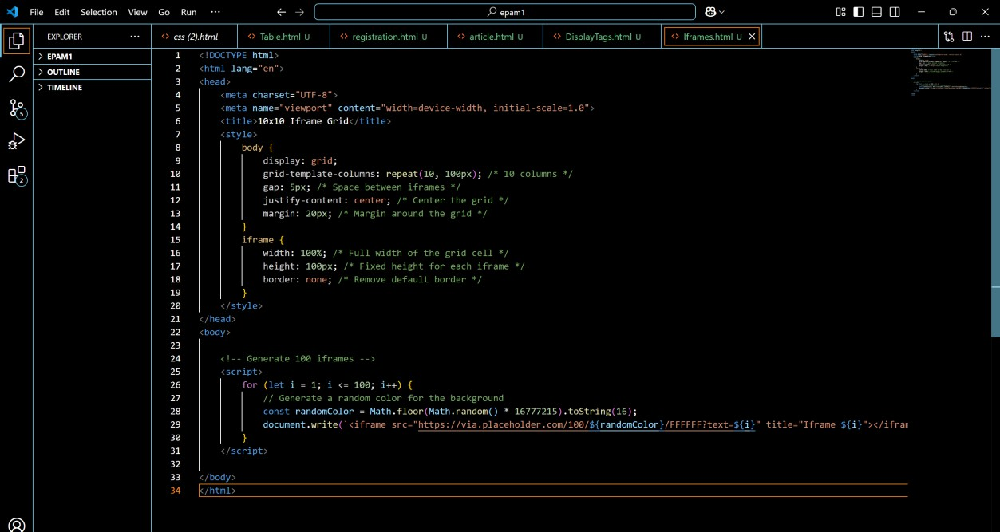 File Edit Selection View Go Run ··· epam1
EXPLORER ··· css (2).html Table.html U registration.html U article.html U DisplayTags.html U Iframes.html U
EPAM1
OUTLINE
TIMELINE
5
2
1 <!DOCTYPE html>
2 <html lang="en">
3 <head>
4 <meta charset="UTF-8">
5 <meta name="viewport" content="width=device-width, initial-scale=1.0">
6 <title>10x10 Iframe Grid</title>
7 <style>
8 body {
9 display: grid;
10 grid-template-columns: repeat(10, 100px); /* 10 columns */
11 gap: 5px; /* Space between iframes */
12 justify-content: center; /* Center the grid */
13 margin: 20px; /* Margin around the grid */
14 }
15 iframe {
16 width: 100%; /* Full width of the grid cell */
17 height: 100px; /* Fixed height for each iframe */
18 border: none; /* Remove default border */
19 }
20 </style>
21 </head>
22 <body>
23
24 <!-- Generate 100 iframes -->
25 <script>
26 for (let i = 1; i <= 100; i++) {
27 // Generate a random color for the background
28 const randomColor = Math.floor(Math.random() * 16777215).toString(16);
29 document.write(`<iframe src="https://via.placeholder.com/100/${randomColor}/FFFFFF?text=${i}" title="Iframe ${i}"></ifram
30 }
31 </script>
32
33 </body>
34 </html>